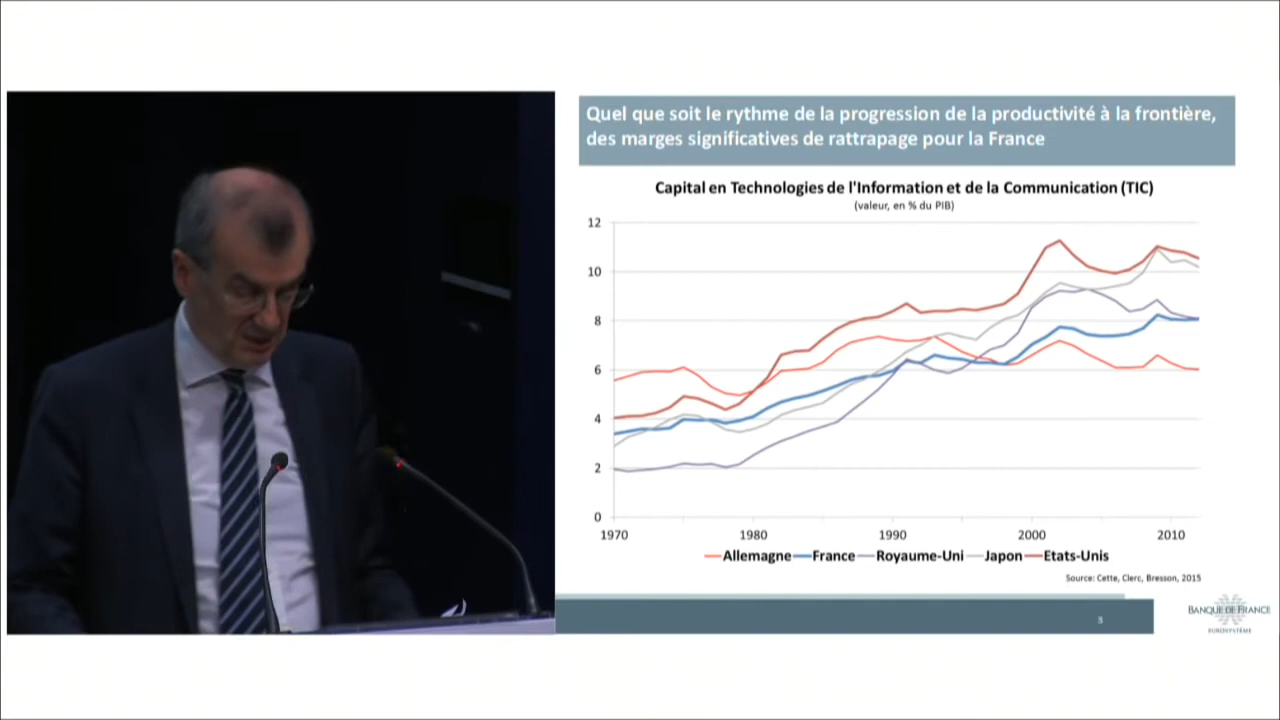 Quel que soit le rythme de la progression de la productivité à la frontière,
des marges significatives de rattrapage pour la France
Capital en Technologies de l'Information et de la Communication (TIC)
(valeur, en % du PIB)
12
10
8
6
4
2
0
1970 1980 1990 2000 2010
Allemagne France Royaume-Uni Japon Etats-Unis
Source: Cette, Clerc, Bresson, 2015
3
BANQUE DE FRANCE
EUROSYSTÈME